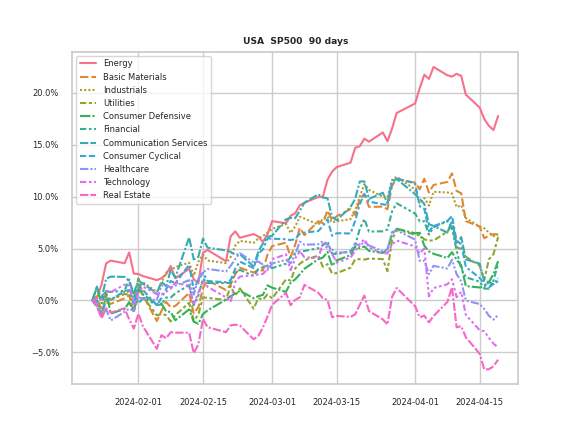 USA SP500 90 days
Energy
Basic Materials
Industrials
Utilities
Consumer Defensive
Financial
Communication Services
Consumer Cyclical
Healthcare
Technology
Real Estate
20.0%
15.0%
10.0%
5.0%
0.0%
−5.0%
2024-02-01 2024-02-15 2024-03-01 2024-03-15 2024-04-01 2024-04-15